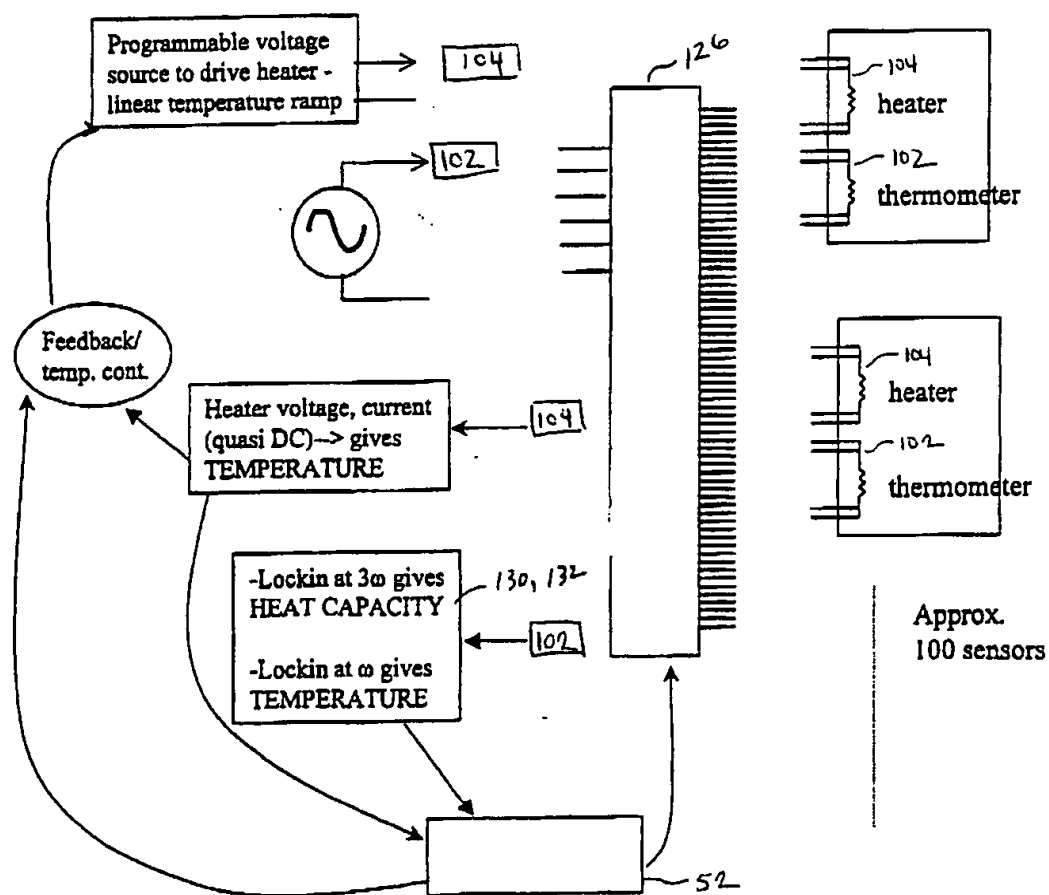 Programmable voltage
source to drive heater -
linear temperature ramp
104
102
126
104
heater
102
thermometer
Feedback/
temp. cont.
Heater voltage, current
(quasi DC)--> gives
TEMPERATURE
104
104
heater
102
thermometer
-Lockin at 3ω gives
HEAT CAPACITY
130, 132
102
-Lockin at ω gives
TEMPERATURE
Approx.
100 sensors
52